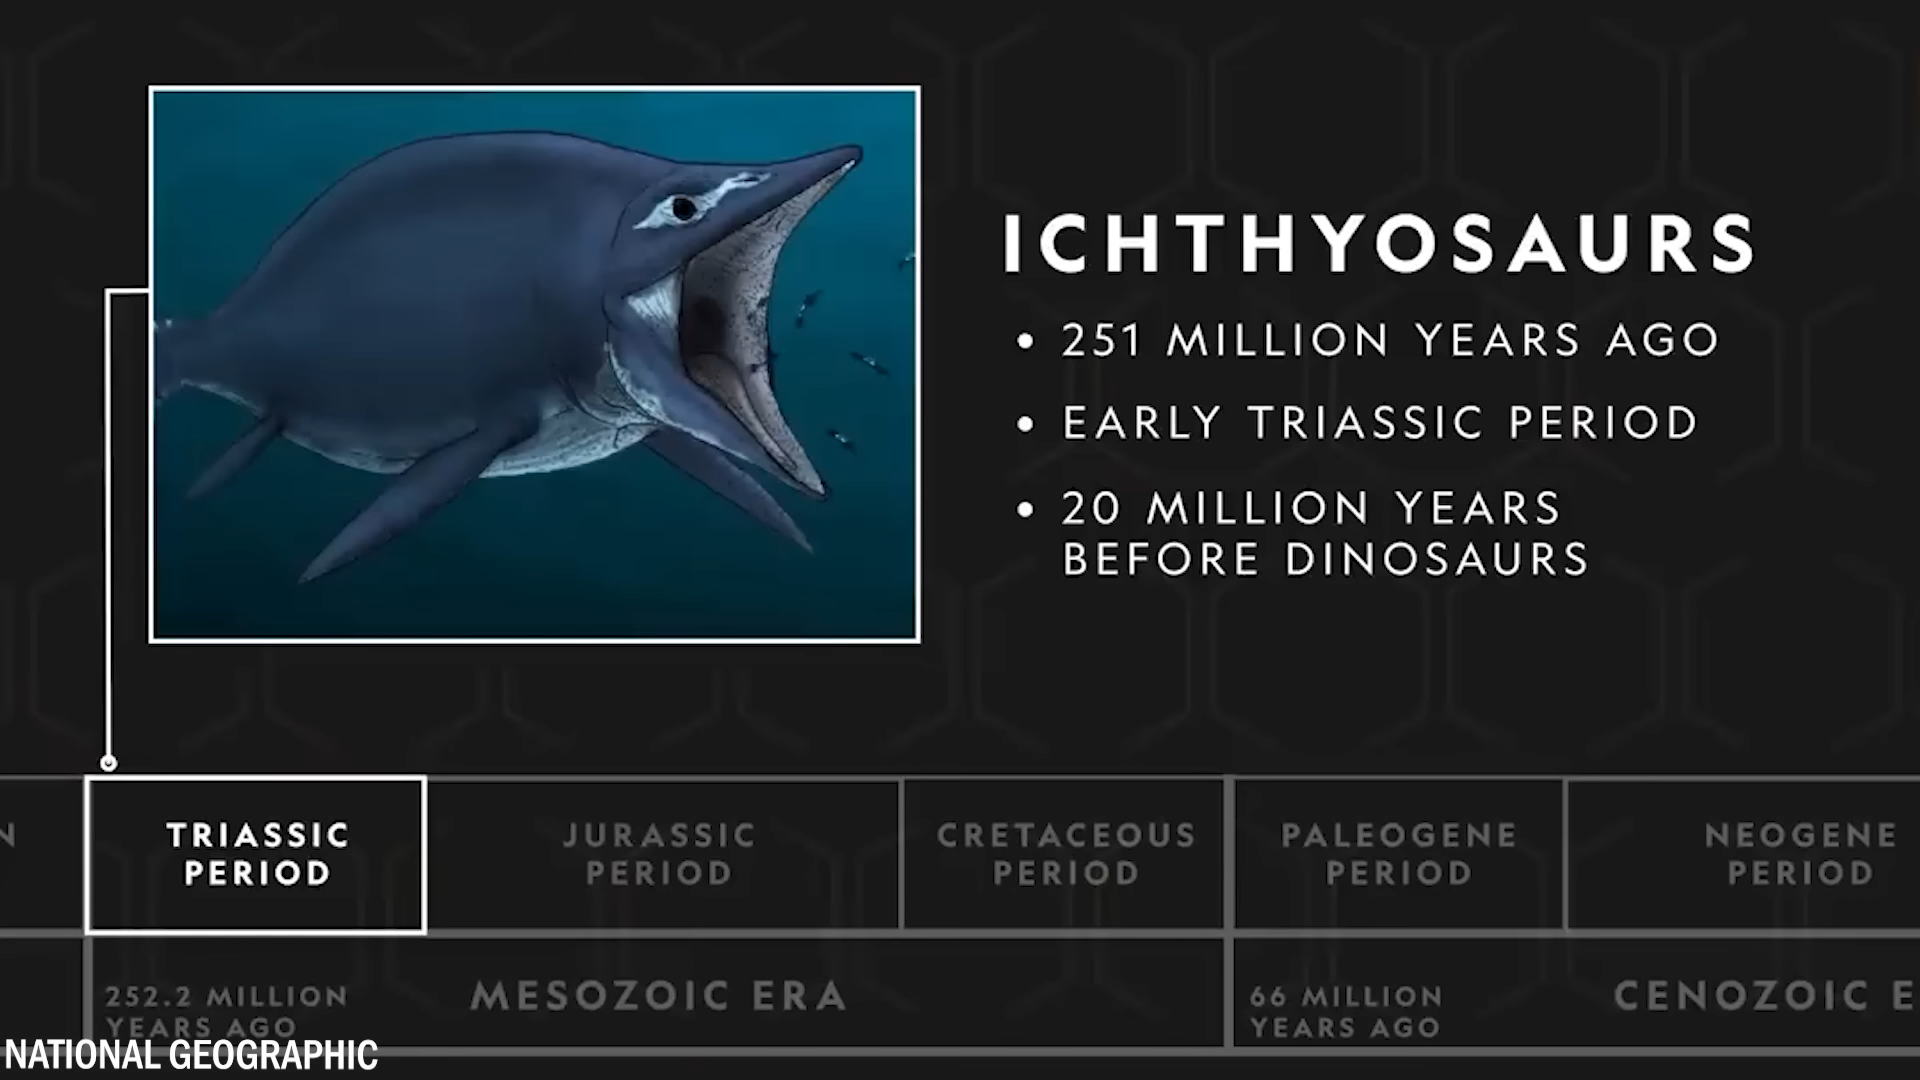 ICHTHYOSAURS
• 251 MILLION YEARS AGO
• EARLY TRIASSIC PERIOD
• 20 MILLION YEARS
BEFORE DINOSAURS
N
TRIASSIC
PERIOD
JURASSIC
PERIOD
CRETACEOUS
PERIOD
PALEOGENE
PERIOD
NEOGENE
PERIOD
252.2 MILLION
YEARS AGO
MESOZOIC ERA
66 MILLION
YEARS AGO
CENOZOIC E
NATIONAL GEOGRAPHIC